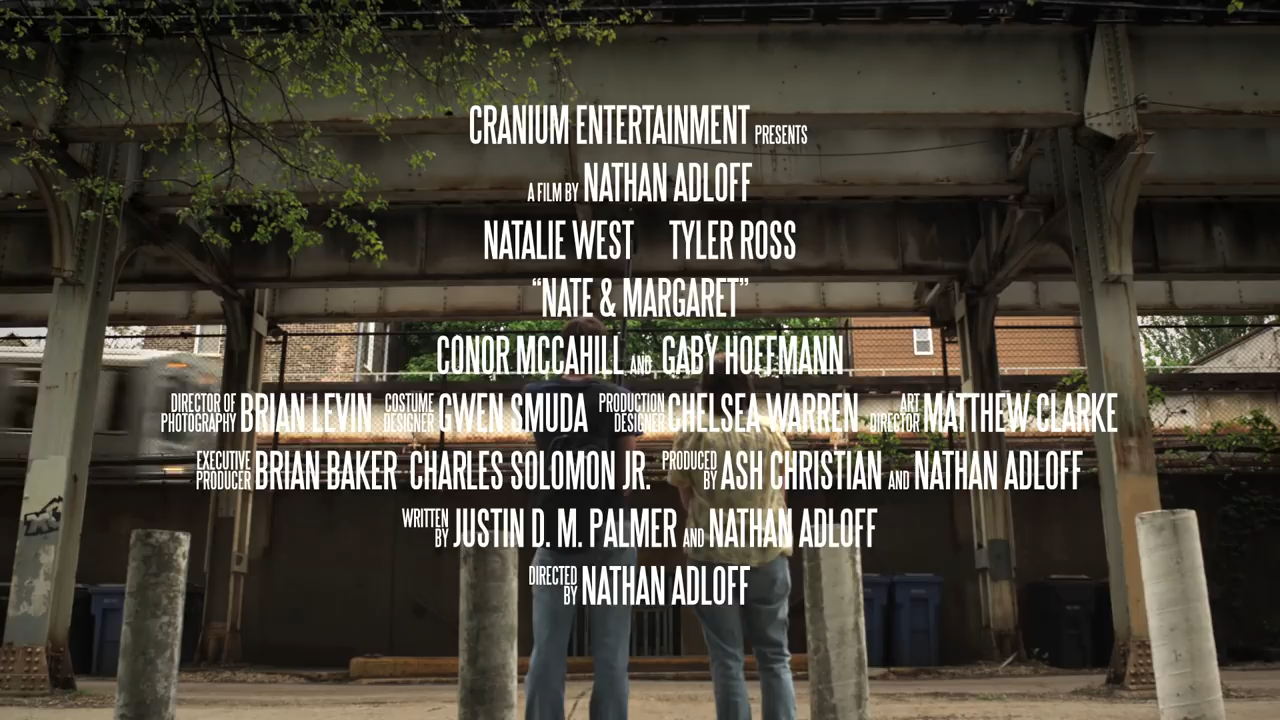 CRANIUM ENTERTAINMENT PRESENTS
A FILM BY NATHAN ADLOFF
NATALIE WEST TYLER ROSS
“NATE & MARGARET”
CONOR MCCAHILL AND GABY HOFFMANN
DIRECTOR OF PHOTOGRAPHY BRIAN LEVIN COSTUME DESIGNER GWEN SMUDA PRODUCTION DESIGNER CHELSEA WARREN ART DIRECTOR MATTHEW CLARKE
EXECUTIVE PRODUCER BRIAN BAKER CHARLES SOLOMON JR. PRODUCED BY ASH CHRISTIAN AND NATHAN ADLOFF
WRITTEN BY JUSTIN D. M. PALMER AND NATHAN ADLOFF
DIRECTED BY NATHAN ADLOFF